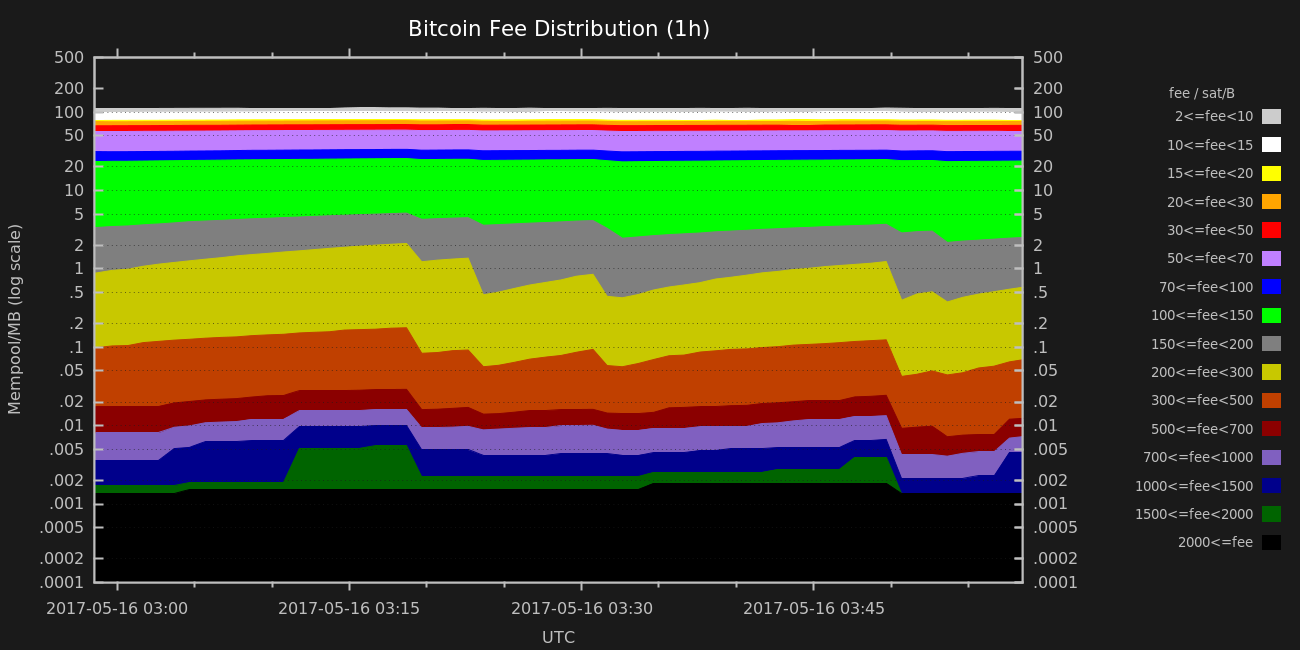 Bitcoin Fee Distribution (1h)
500
200
100
50
20
10
5
2
1
.5
.2
.1
.05
.02
.01
.005
.002
.001
.0005
.0002
.0001
Mempool/MB (log scale)
500
200
100
50
20
10
5
2
1
.5
.2
.1
.05
.02
.01
.005
.002
.001
.0005
.0002
.0001
2017-05-16 03:00
2017-05-16 03:15
2017-05-16 03:30
2017-05-16 03:45
UTC
fee / sat/B
2<=fee<10
10<=fee<15
15<=fee<20
20<=fee<30
30<=fee<50
50<=fee<70
70<=fee<100
100<=fee<150
150<=fee<200
200<=fee<300
300<=fee<500
500<=fee<700
700<=fee<1000
1000<=fee<1500
1500<=fee<2000
2000<=fee